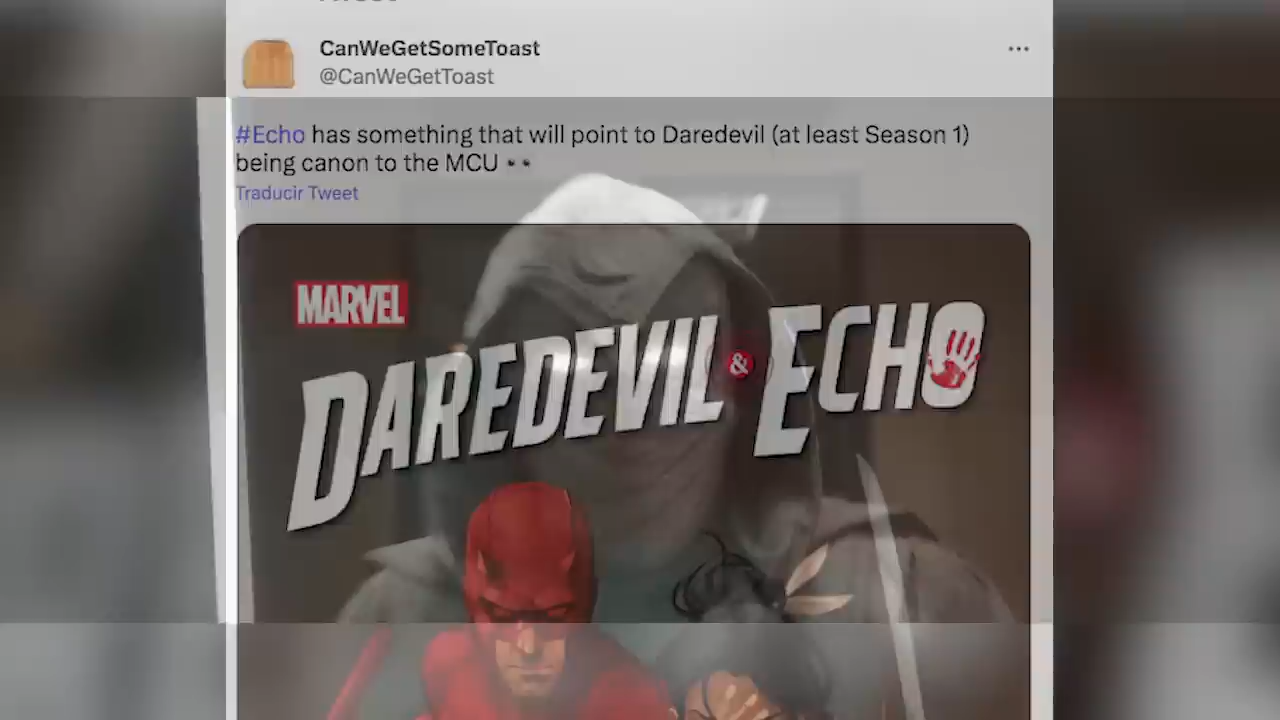 CanWeGetSomeToast
@CanWeGetToast
#Echo has something that will point to Daredevil (at least Season 1)
being canon to the MCU 👀
Traducir Tweet
MARVEL
DAREDEVIL & ECHO